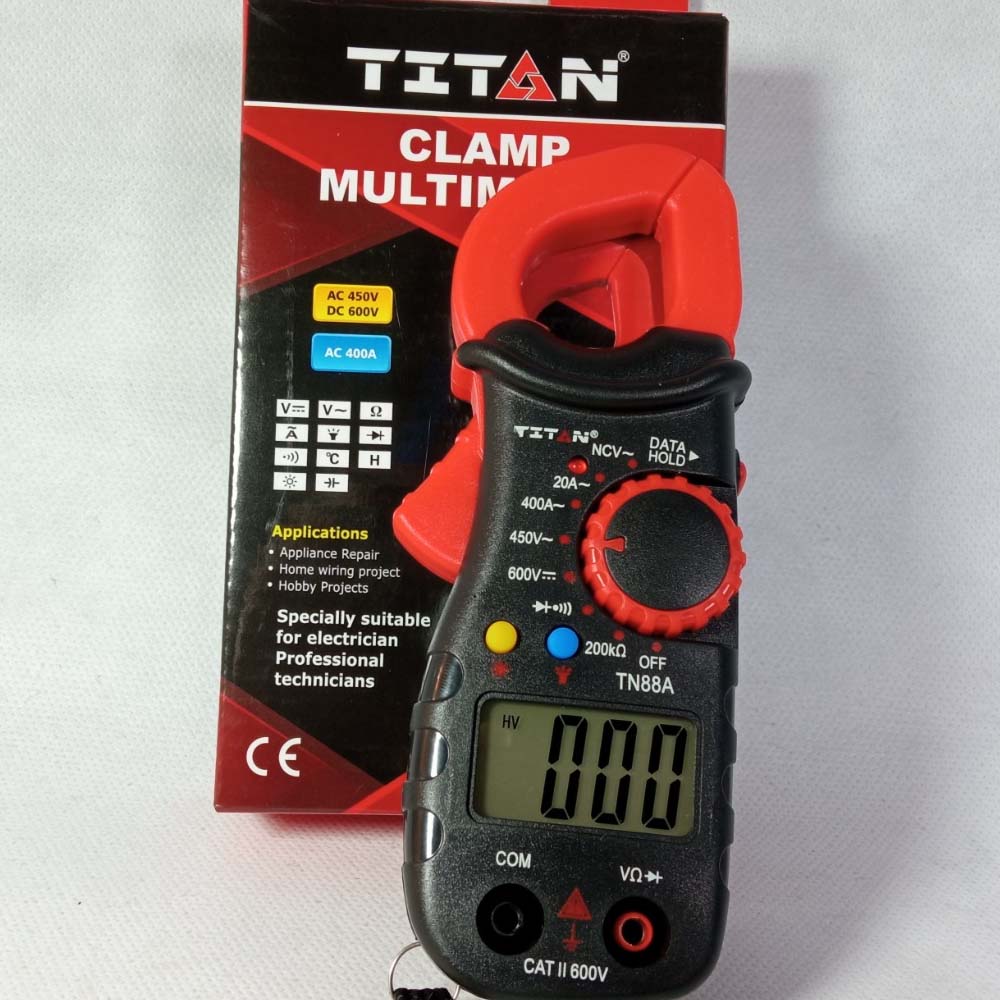 TITAN®
CLAMP
AC 450V
DC 600V
AC 400A
V⎓ V~ Ω
Ã
•))) °C H
Applications
• Appliance Repair
• Home wiring project
• Hobby Projects
Specially suitable
for electrician
Professional
technicians
CE
TITAN®
NCV~
DATA
HOLD▶
20A~
400A~
450V~
600V⎓
•)))
200kΩ
OFF
TN88A
HV
000
COM
VΩ
CAT II 600V